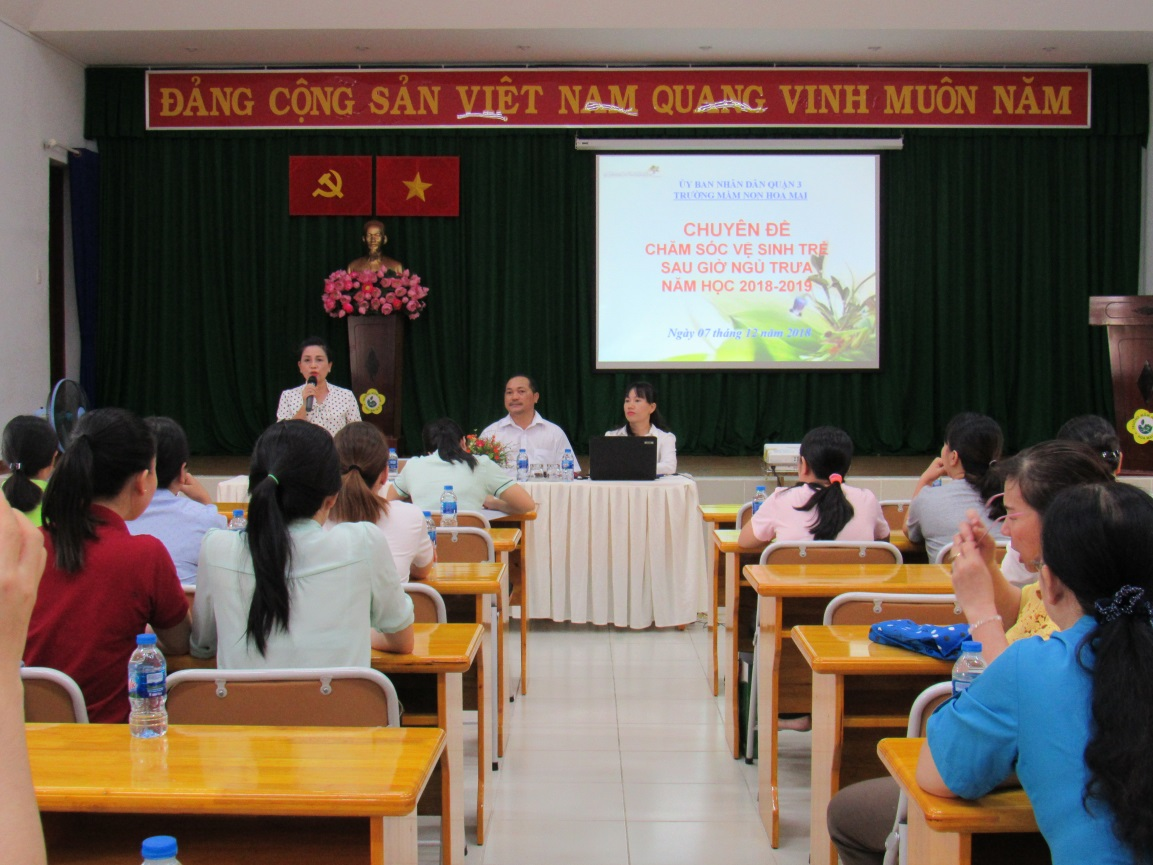 ĐẢNG CỘNG SẢN VIỆT NAM QUANG VINH MUÔN NĂM
ỦY BAN NHÂN DÂN QUẬN 3
TRƯỜNG MẦM NON HOA MAI
CHUYÊN ĐỀ
CHĂM SÓC VỆ SINH TRẺ
SAU GIỜ NGỦ TRƯA
NĂM HỌC 2018-2019
Ngày 07 tháng 12 năm 2018